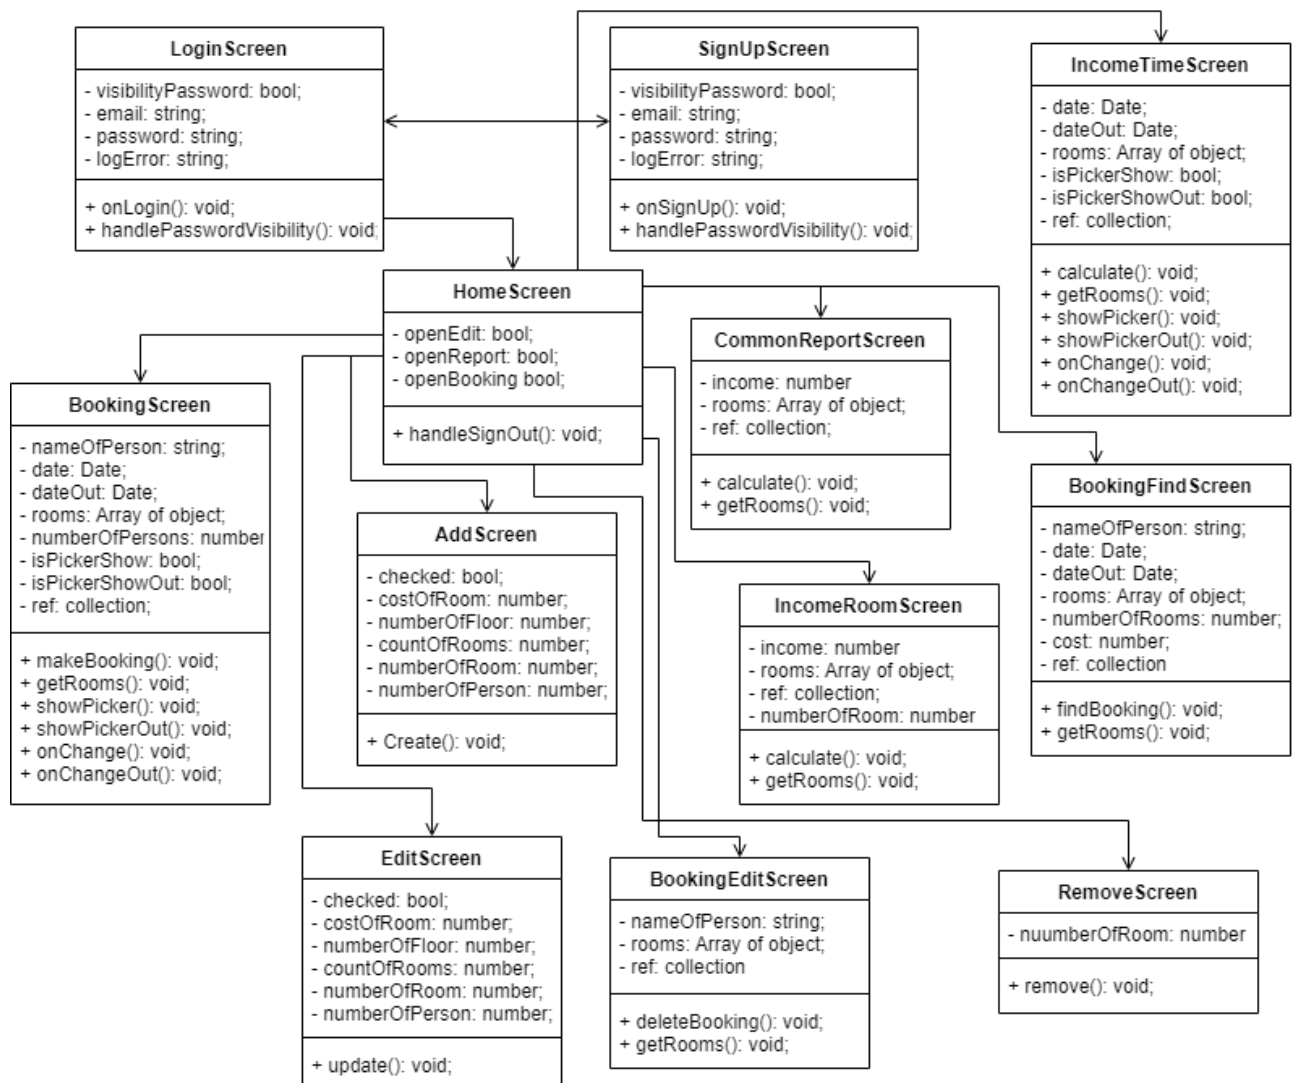 LoginScreen
- visibilityPassword: bool;
- email: string;
- password: string;
- logError: string;
+ onLogin(): void;
+ handlePasswordVisibility(): void;
SignUpScreen
- visibilityPassword: bool;
- email: string;
- password: string;
- logError: string;
+ onSignUp(): void;
+ handlePasswordVisibility(): void;
IncomeTimeScreen
- date: Date;
- dateOut: Date;
- rooms: Array of object;
- isPickerShow: bool;
- isPickerShowOut: bool;
- ref: collection;
+ calculate(): void;
+ getRooms(): void;
+ showPicker(): void;
+ showPickerOut(): void;
+ onChange(): void;
+ onChangeOut(): void;
HomeScreen
- openEdit: bool;
- openReport: bool;
- openBooking bool;
+ handleSignOut(): void;
CommonReportScreen
- income: number
- rooms: Array of object;
- ref: collection;
+ calculate(): void;
+ getRooms(): void;
BookingScreen
- nameOfPerson: string;
- date: Date;
- dateOut: Date;
- rooms: Array of object;
- numberOfPersons: number
- isPickerShow: bool;
- isPickerShowOut: bool;
- ref: collection;
+ makeBooking(): void;
+ getRooms(): void;
+ showPicker(): void;
+ showPickerOut(): void;
+ onChange(): void;
+ onChangeOut(): void;
AddScreen
- checked: bool;
- costOfRoom: number;
- numberOfFloor: number;
- countOfRooms: number;
- numberOfRoom: number;
- numberOfPerson: number;
+ Create(): void;
IncomeRoomScreen
- income: number
- rooms: Array of object;
- ref: collection;
- numberOfRoom: number
+ calculate(): void;
+ getRooms(): void;
BookingFindScreen
- nameOfPerson: string;
- date: Date;
- dateOut: Date;
- rooms: Array of object;
- numberOfRooms: number;
- cost: number;
- ref: collection
+ findBooking(): void;
+ getRooms(): void;
EditScreen
- checked: bool;
- costOfRoom: number;
- numberOfFloor: number;
- countOfRooms: number;
- numberOfRoom: number;
- numberOfPerson: number;
+ update(): void;
BookingEditScreen
- nameOfPerson: string;
- rooms: Array of object;
- ref: collection
+ deleteBooking(): void;
+ getRooms(): void;
RemoveScreen
- nuumberOfRoom: number
+ remove(): void;